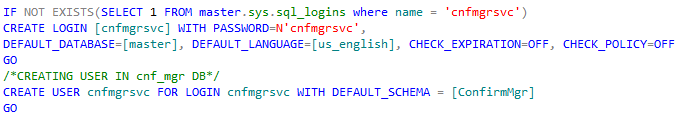 IF NOT EXISTS(SELECT 1 FROM master.sys.sql_logins where name = 'cnfmgrsvc')
CREATE LOGIN [cnfmgrsvc] WITH PASSWORD=N'cnfmgrsvc',
DEFAULT_DATABASE=[master], DEFAULT_LANGUAGE=[us_english], CHECK_EXPIRATION=OFF, CHECK_POLICY=OFF
GO
/*CREATING USER IN cnf_mgr DB*/
CREATE USER cnfmgrsvc FOR LOGIN cnfmgrsvc WITH DEFAULT_SCHEMA = [ConfirmMgr]
GO